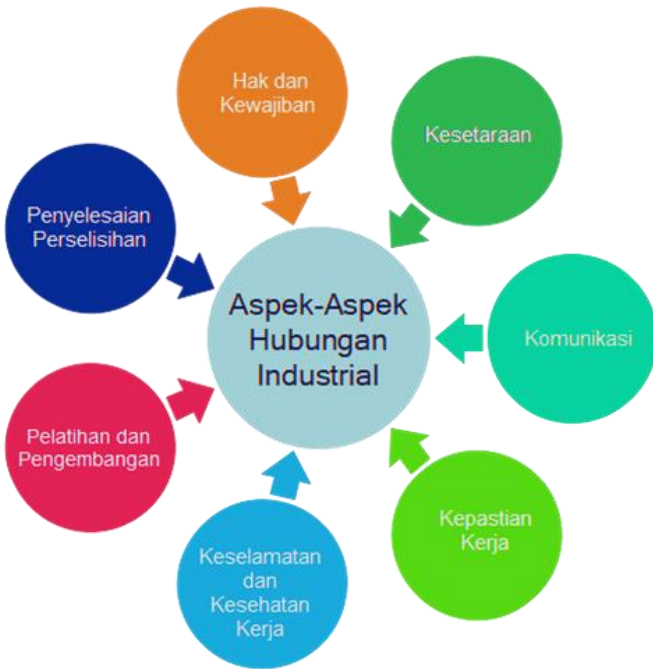 Hak dan
Kewajiban
Kesetaraan
Penyelesaian
Perselisihan
Aspek-Aspek
Hubungan
Industrial
Komunikasi
Pelatihan dan
Pengembangan
Kepastian
Kerja
Keselamatan
dan
Kesehatan
Kerja